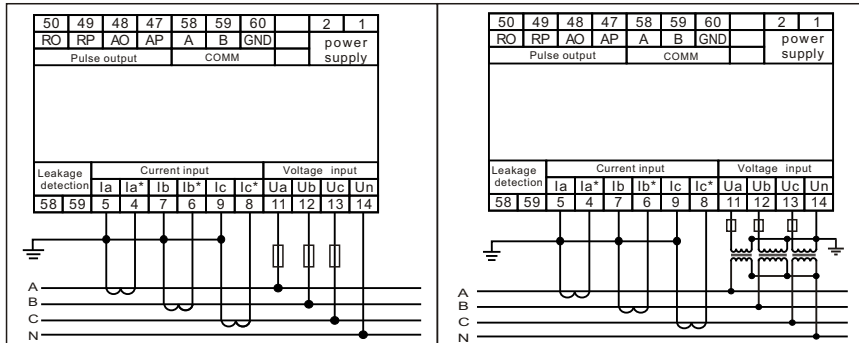 50 49 48 47 58 59 60 2 1
RO RP AO AP A B GND power supply
Pulse output COMM
Leakage detection Current input Voltage input
Ia Ia* Ib Ib* Ic Ic* Ua Ub Uc Un
58 59 5 4 7 6 9 8 11 12 13 14
A
B
C
N
50 49 48 47 58 59 60 2 1
RO RP AO AP A B GND power supply
Pulse output COMM
Leakage detection Current input Voltage input
Ia Ia* Ib Ib* Ic Ic* Ua Ub Uc Un
58 59 5 4 7 6 9 8 11 12 13 14
A
B
C
N